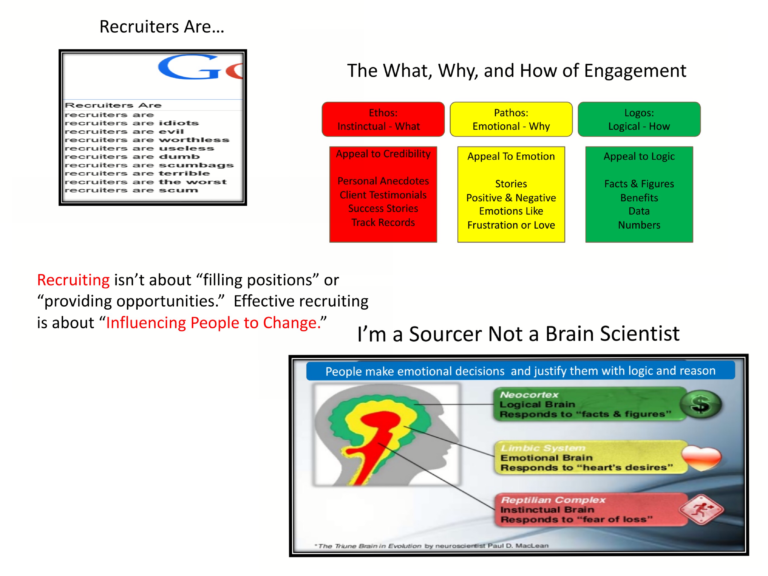 Recruiters Are…
Go
Recruiters Are
recruiters are
recruiters are idiots
recruiters are evil
recruiters are worthless
recruiters are useless
recruiters are dumb
recruiters are scumbags
recruiters are terrible
recruiters are the worst
recruiters are scum
The What, Why, and How of Engagement
Ethos:
Instinctual - What
Appeal to Credibility
Personal Anecdotes
Client Testimonials
Success Stories
Track Records
Pathos:
Emotional - Why
Appeal To Emotion
Stories
Positive & Negative
Emotions Like
Frustration or Love
Logos:
Logical - How
Appeal to Logic
Facts & Figures
Benefits
Data
Numbers
Recruiting isn’t about “filling positions” or
“providing opportunities.” Effective recruiting
is about “Influencing People to Change.”
I’m a Sourcer Not a Brain Scientist
People make emotional decisions and justify them with logic and reason
Neocortex
Logical Brain
Responds to “facts & figures”
$
Limbic System
Emotional Brain
Responds to “heart’s desires”
Reptilian Complex
Instinctual Brain
Responds to “fear of loss”
*The Triune Brain in Evolution by neuroscientist Paul D. MacLean